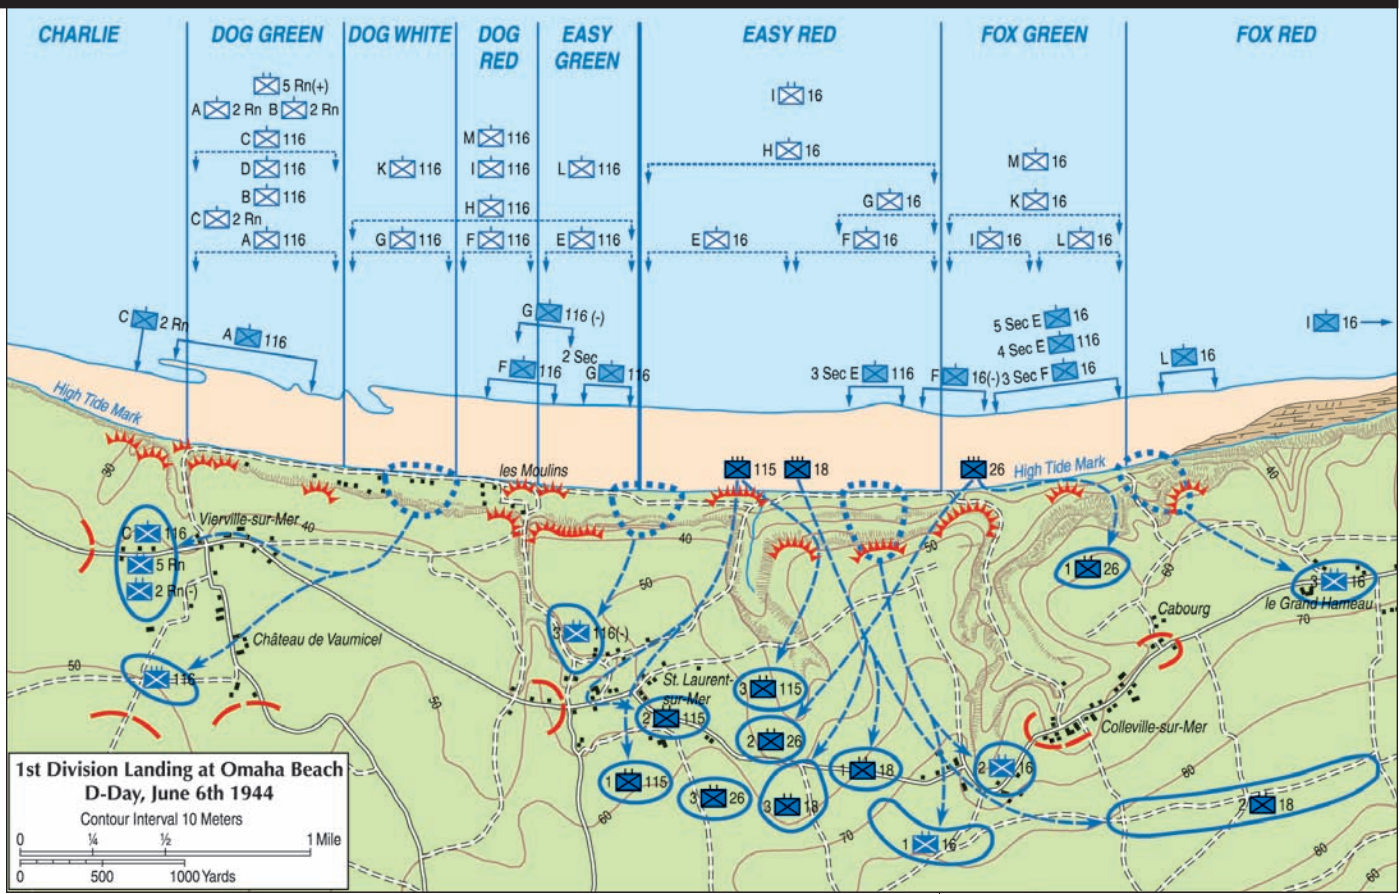 CHARLIE
DOG GREEN
DOG WHITE
DOG
RED
EASY
GREEN
EASY RED
FOX GREEN
FOX RED
5 Rn(+)
A 2 Rn B 2 Rn
C 116
D 116
B 116
C 2 Rn
A 116
K 116
G 116
M 116
I 116
H 116
F 116
L 116
E 116
I 16
H 16
G 16
E 16
F 16
M 16
K 16
I 16
L 16
C 2 Rn
A 116
G 116 (-)
F 116
2 Sec
G 116
3 Sec E 116
F 16(-)
5 Sec E 16
4 Sec E 116
3 Sec F 16
L 16
I 16
High Tide Mark
les Moulins
115
18
26
High Tide Mark
30
40
40
50
50
40
Vierville-sur-Mer
C 116
5 Rn
2 Rn(-)
Château de Vaumicel
50
116
50
3 116(-)
St. Laurent-
sur-Mer
2 115
3 115
2 26
1 115
3 26
3 18
1 18
2 16
1 16
2 18
1 26
60
3 16
le Grand Hameau
70
Cabourg
Colleville-sur-Mer
60
70
80
80
60
1st Division Landing at Omaha Beach
D-Day, June 6th 1944
Contour Interval 10 Meters
0 ¼ ½ 1 Mile
0 500 1000 Yards